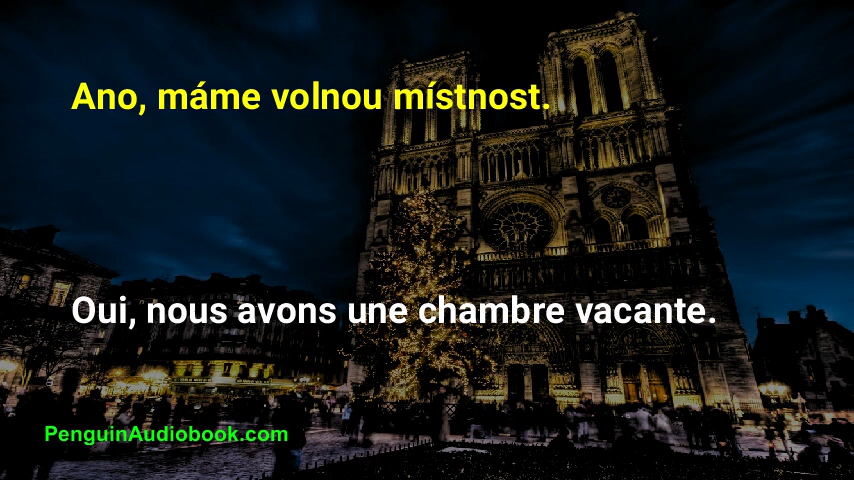 Ano, máme volnou místnost.
Oui, nous avons une chambre vacante.
PenguinAudiobook.com